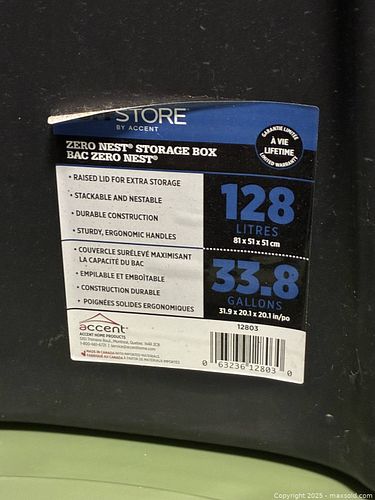 STORE
BY ACCENT
ZERO NEST® STORAGE BOX
BAC ZERO NEST®
GARANTIE LIMITÉE
À VIE
LIFETIME
LIMITED WARRANTY
• RAISED LID FOR EXTRA STORAGE
• STACKABLE AND NESTABLE
• DURABLE CONSTRUCTION
• STURDY, ERGONOMIC HANDLES
128
LITRES
81 x 51 x 51 cm
• COUVERCLE SURÉLEVÉ MAXIMISANT
LA CAPACITÉ DU BAC
• EMPILABLE ET EMBOÎTABLE
• CONSTRUCTION DURABLE
• POIGNÉES SOLIDES ERGONOMIQUES
33.8
GALLONS
31.9 x 20.1 x 20.1 in/po
accent®
ACCENT HOME PRODUCTS
Montreal, Quebec
MADE IN CANADA WITH IMPORTED MATERIALS
FABRIQUÉ AU CANADA À PARTIR DE MATÉRIAUX IMPORTÉS
12803
0 63236 12803 0
Copyright 2025 - maxsold.com